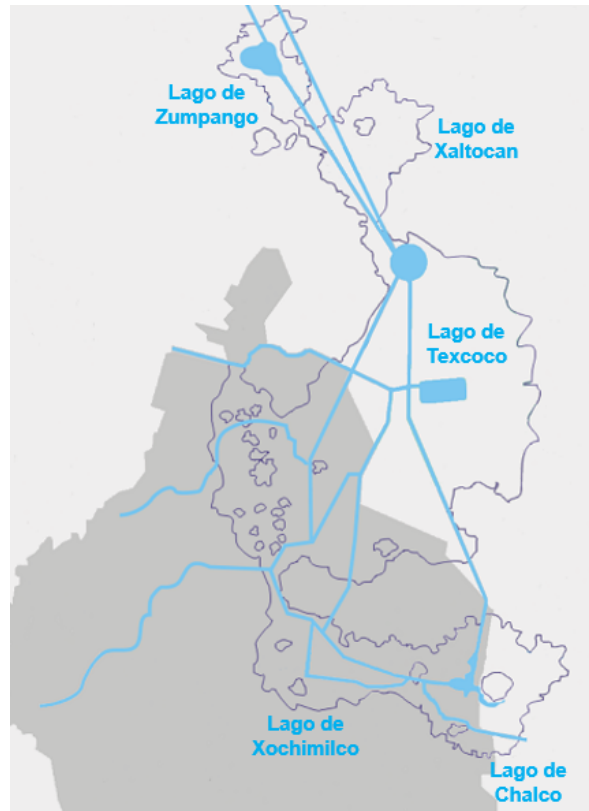 Lago de
Zumpango
Lago de
Xaltocan
Lago de
Texcoco
Lago de
Xochimilco
Lago de
Chalco